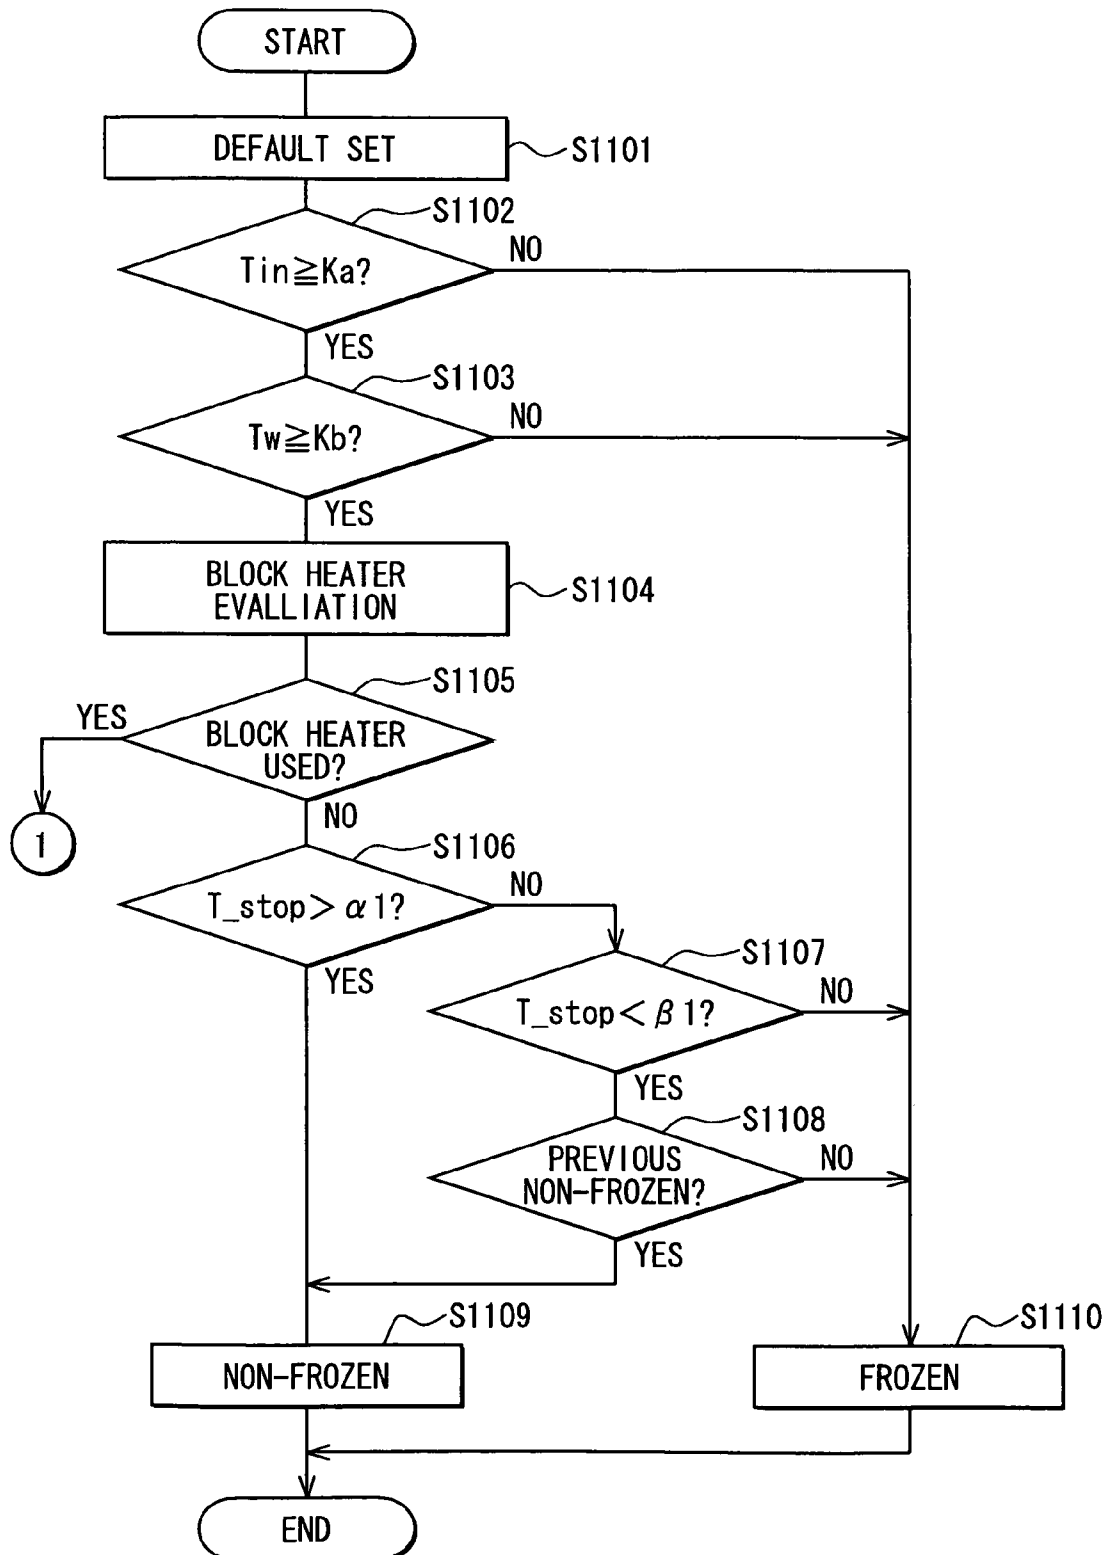 START
DEFAULT SET
S1101
S1102
Tin≧Ka?
NO
YES
S1103
Tw≧Kb?
NO
YES
BLOCK HEATER
EVALLIATION
S1104
S1105
YES
BLOCK HEATER
USED?
NO
1
S1106
T_stop>α1?
NO
YES
S1107
T_stop<β1?
NO
YES
S1108
PREVIOUS
NON-FROZEN?
NO
YES
S1109
NON-FROZEN
S1110
FROZEN
END